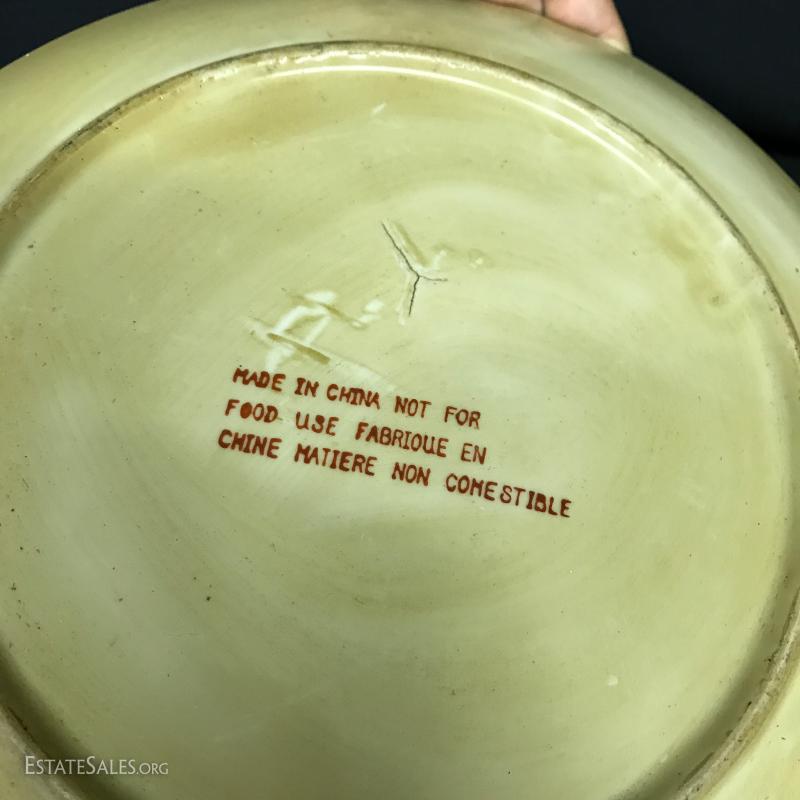 MADE IN CHINA NOT FOR
FOOD USE FABRIQUE EN
CHINE MATIERE NON COMESTIBLE
ESTATESALES.ORG